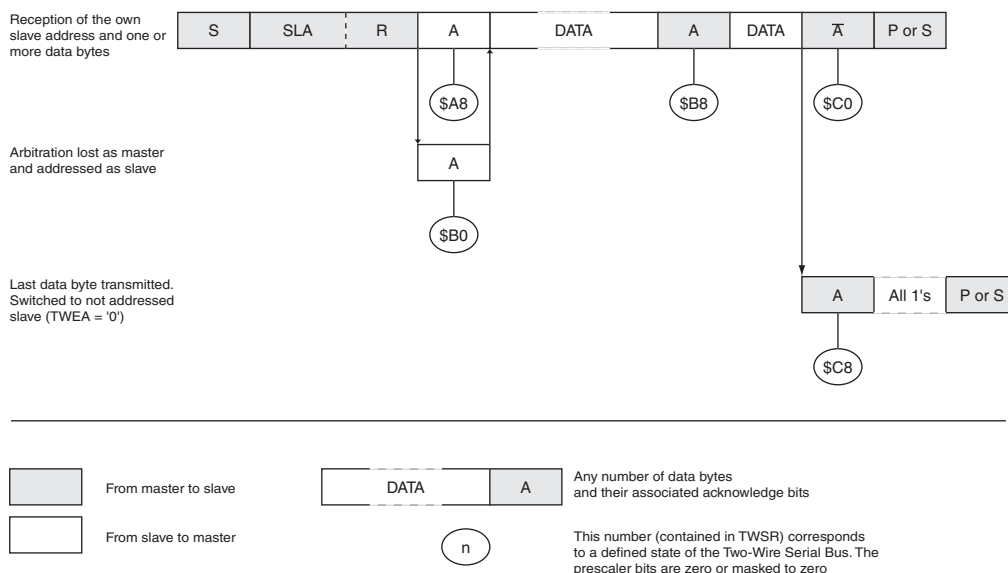 Reception of the own
slave address and one or
more data bytes
S SLA R A DATA A DATA A̅ P or S
$A8 $B8 $C0
Arbitration lost as master
and addressed as slave
A
$B0
Last data byte transmitted.
Switched to not addressed
slave (TWEA = '0')
A All 1's P or S
$C8
From master to slave
DATA A
Any number of data bytes
and their associated acknowledge bits
From slave to master
n
This number (contained in TWSR) corresponds
to a defined state of the Two-Wire Serial Bus. The
prescaler bits are zero or masked to zero